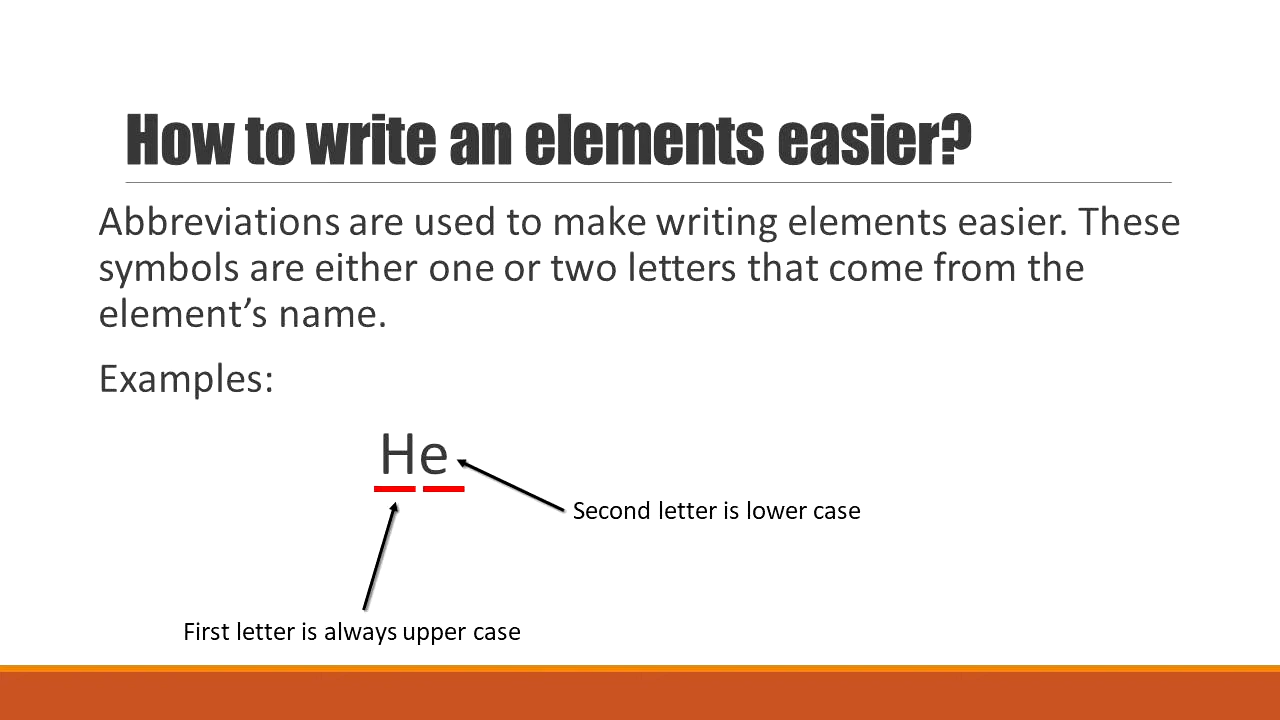 How to write an elements easier?
Abbreviations are used to make writing elements easier. These
symbols are either one or two letters that come from the
element’s name.
Examples:
He
Second letter is lower case
First letter is always upper case